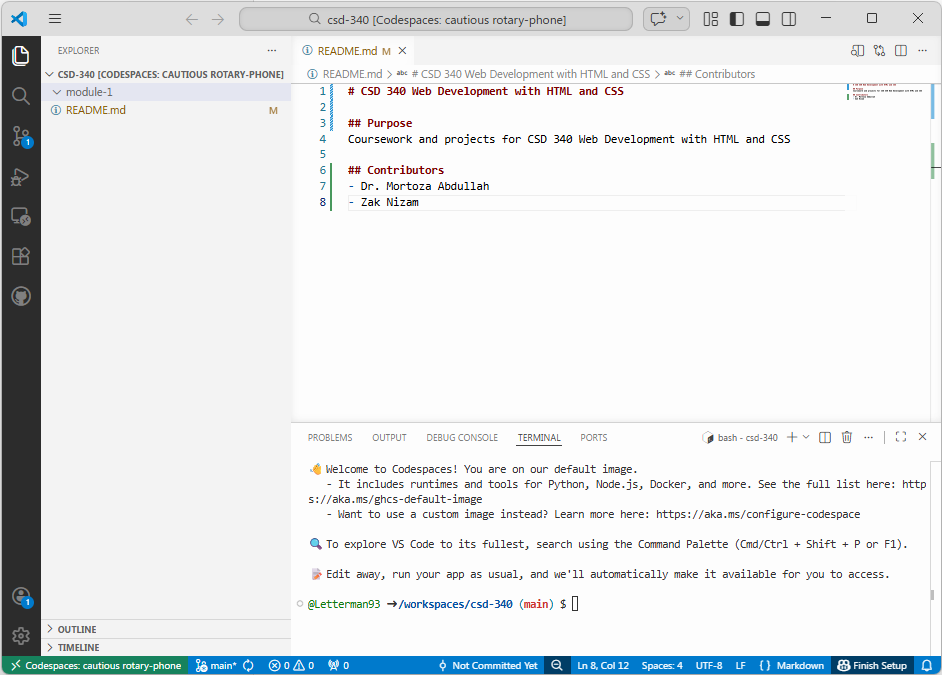 csd-340 [Codespaces: cautious rotary-phone]
EXPLORER
CSD-340 [CODESPACES: CAUTIOUS ROTARY-PHONE]
module-1
README.md M
README.md M
README.md > abc # CSD 340 Web Development with HTML and CSS > abc ## Contributors
1 # CSD 340 Web Development with HTML and CSS
2
3 ## Purpose
4 Coursework and projects for CSD 340 Web Development with HTML and CSS
5
6 ## Contributors
7 - Dr. Mortoza Abdullah
8 - Zak Nizam
PROBLEMS OUTPUT DEBUG CONSOLE TERMINAL PORTS bash - csd-340
👋 Welcome to Codespaces! You are on our default image.
- It includes runtimes and tools for Python, Node.js, Docker, and more. See the full list here: http
s://aka.ms/ghcs-default-image
- Want to use a custom image instead? Learn more here: https://aka.ms/configure-codespace
🔍 To explore VS Code to its fullest, search using the Command Palette (Cmd/Ctrl + Shift + P or F1).
📝 Edit away, run your app as usual, and we'll automatically make it available for you to access.
@Letterman93 ➜/workspaces/csd-340 (main) $
1
1
OUTLINE
TIMELINE
Codespaces: cautious rotary-phone main* 0 0 0 Not Committed Yet Ln 8, Col 12 Spaces: 4 UTF-8 LF { } Markdown Finish Setup